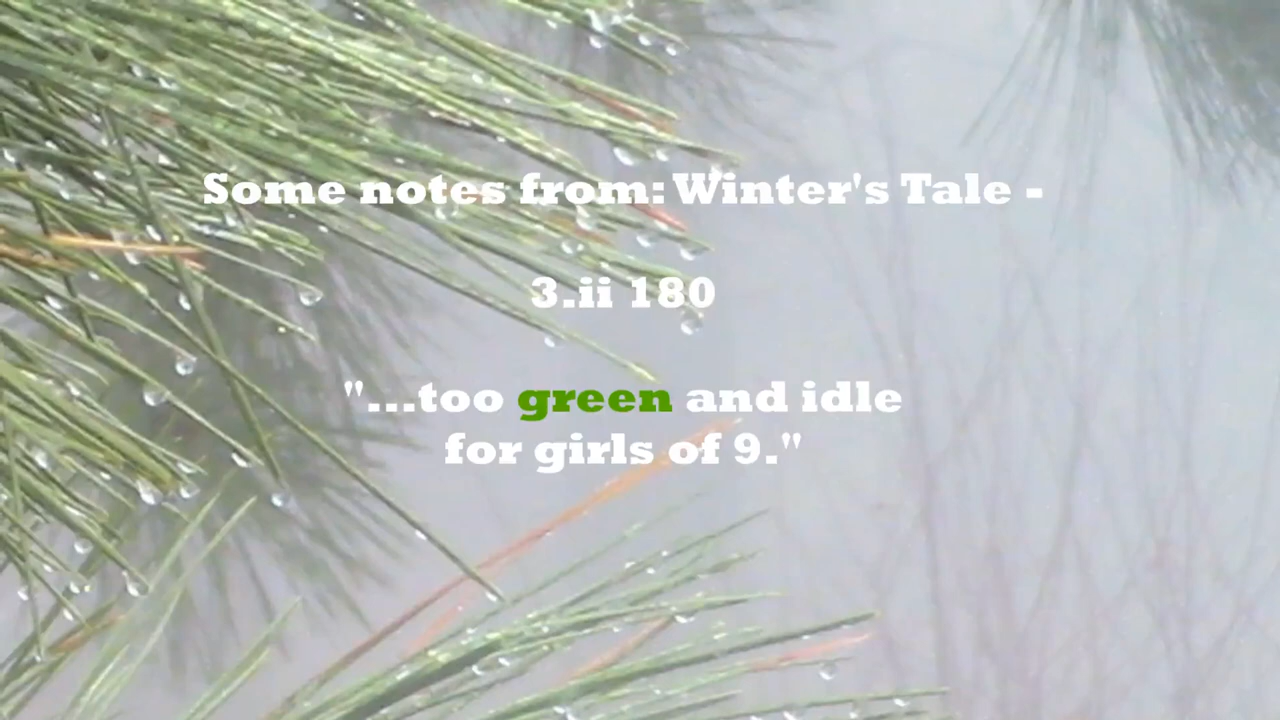 Some notes from: Winter's Tale -
3.ii 180
"...too green and idle
for girls of 9."